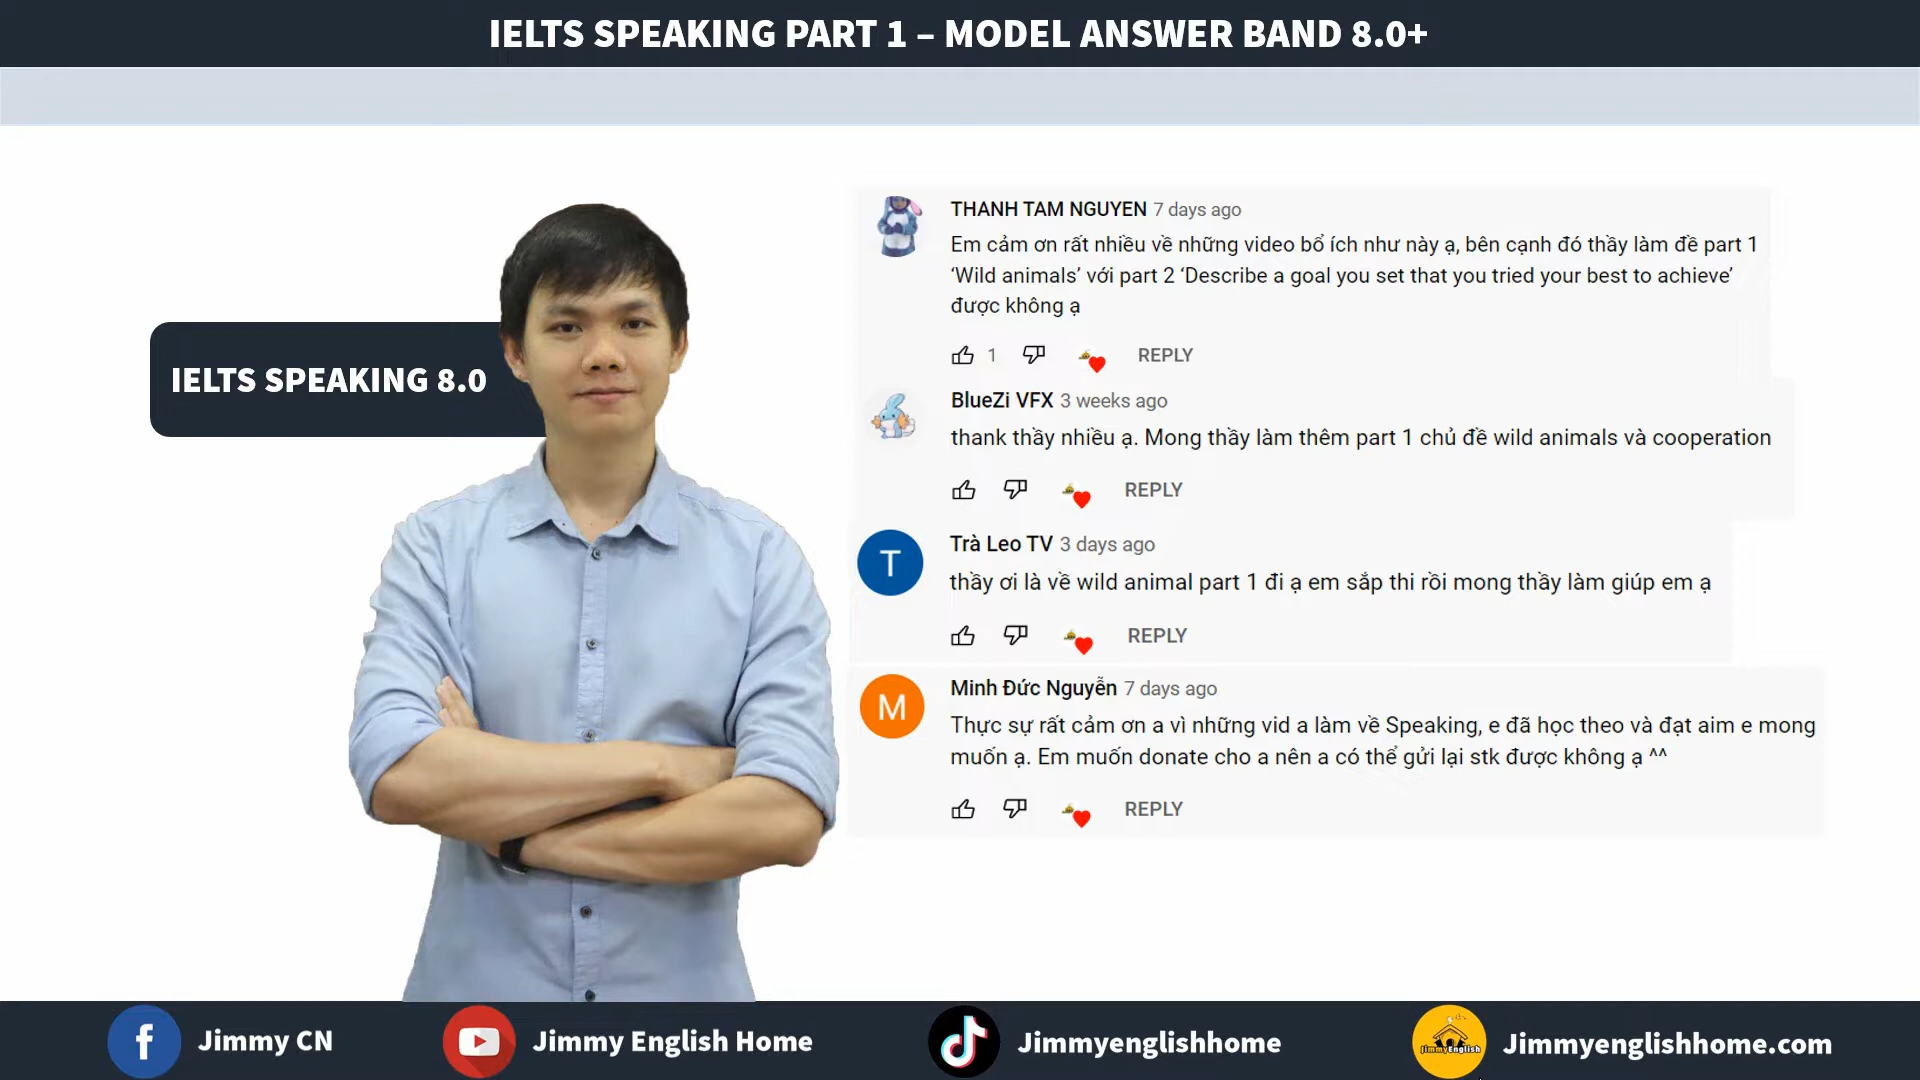 IELTS SPEAKING PART 1 – MODEL ANSWER BAND 8.0+
IELTS SPEAKING 8.0
THANH TAM NGUYEN 7 days ago
Em cảm ơn rất nhiều về những video bổ ích như này ạ, bên cạnh đó thầy làm đề part 1
‘Wild animals’ với part 2 ‘Describe a goal you set that you tried your best to achieve’
được không ạ
1 REPLY
BlueZi VFX 3 weeks ago
thank thầy nhiều ạ. Mong thầy làm thêm part 1 chủ đề wild animals và cooperation
REPLY
T
Trà Leo TV 3 days ago
thầy ơi là về wild animal part 1 đi ạ em sắp thi rồi mong thầy làm giúp em ạ
REPLY
M
Minh Đức Nguyễn 7 days ago
Thực sự rất cảm ơn a vì những vid a làm về Speaking, e đã học theo và đạt aim e mong
muốn ạ. Em muốn donate cho a nên a có thể gửi lại stk được không ạ ^^
REPLY
Jimmy CN
Jimmy English Home
Jimmyenglishhome
JimmyEnglish
Jimmyenglishhome.com